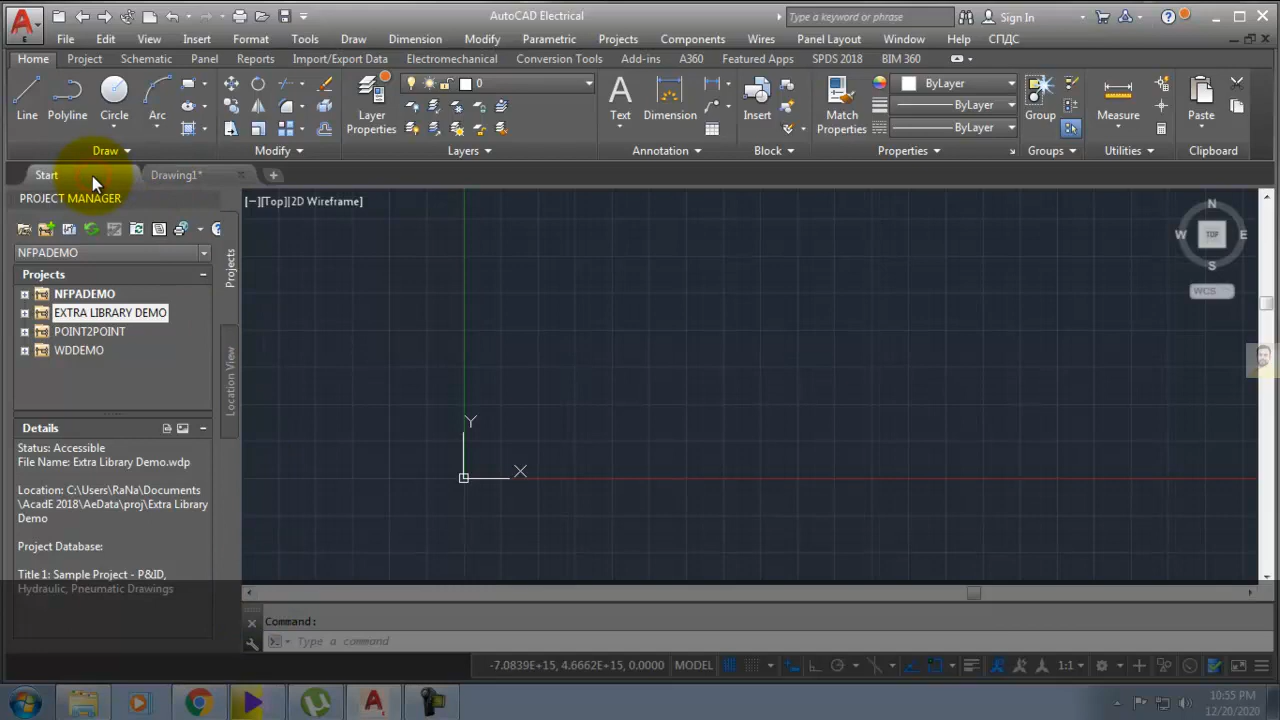 AutoCAD Electrical
Type a keyword or phrase
Sign In
E
File Edit View Insert Format Tools Draw Dimension Modify Parametric Projects Components Wires Panel Layout Window Help СПДС
Home Project Schematic Panel Reports Import/Export Data Electromechanical Conversion Tools Add-ins A360 Featured Apps SPDS 2018 BIM 360
0
ByLayer
Line Polyline Circle Arc
Layer
Properties
Text Dimension
Insert
Match
Properties
ByLayer
ByLayer
Group
Measure
Paste
Draw Modify Layers Annotation Block Properties Groups Utilities Clipboard
Start
Drawing1*
PROJECT MANAGER
[−][Top][2D Wireframe]
N
W TOP E
S
WCS
NFPADEMO
Projects
NFPADEMO
EXTRA LIBRARY DEMO
POINT2POINT
WDDEMO
Projects
Location View
Y
X
Details
Status: Accessible
File Name: Extra Library Demo.wdp
Location: C:\Users\RaNa\Documents
\AcadE 2018\AeData\proj\Extra Library
Demo
Project Database:
Title 1: Sample Project - P&ID,
Hydraulic, Pneumatic Drawings
Command:
Type a command
-7.0839E+15, 4.6662E+15, 0.0000 MODEL
1:1
10:55 PM
12/20/2020